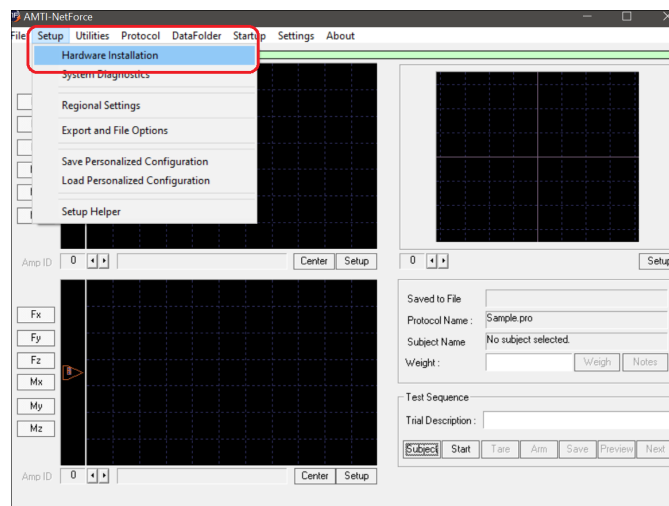 AMTI-NetForce
File Setup Utilities Protocol DataFolder Startup Settings About
Hardware Installation
System Diagnostics
Regional Settings
Export and File Options
Save Personalized Configuration
Load Personalized Configuration
Setup Helper
Amp ID 0 Center Setup
0 Setup
Fx
Fy
Fz
Mx
My
Mz
Amp ID 0 Center Setup
Saved to File
Protocol Name : Sample.pro
Subject Name No subject selected.
Weight : Weigh Notes
Test Sequence
Trial Description :
Subject Start Tare Arm Save Preview Next